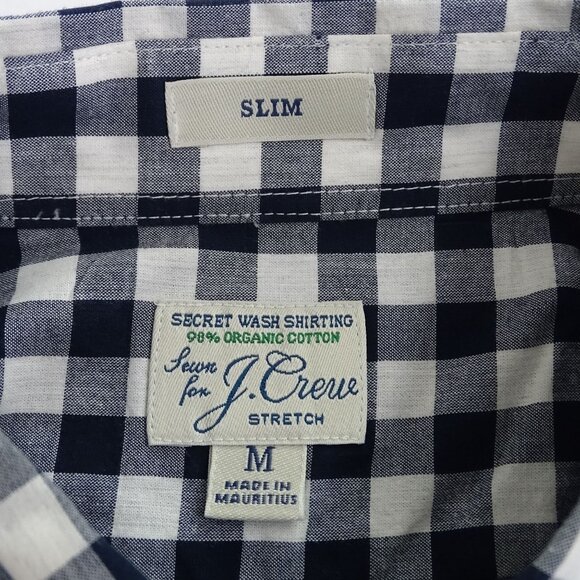 SLIM
SECRET WASH SHIRTING
98% ORGANIC COTTON
Sewn for J.Crew
STRETCH
M
MADE IN
MAURITIUS